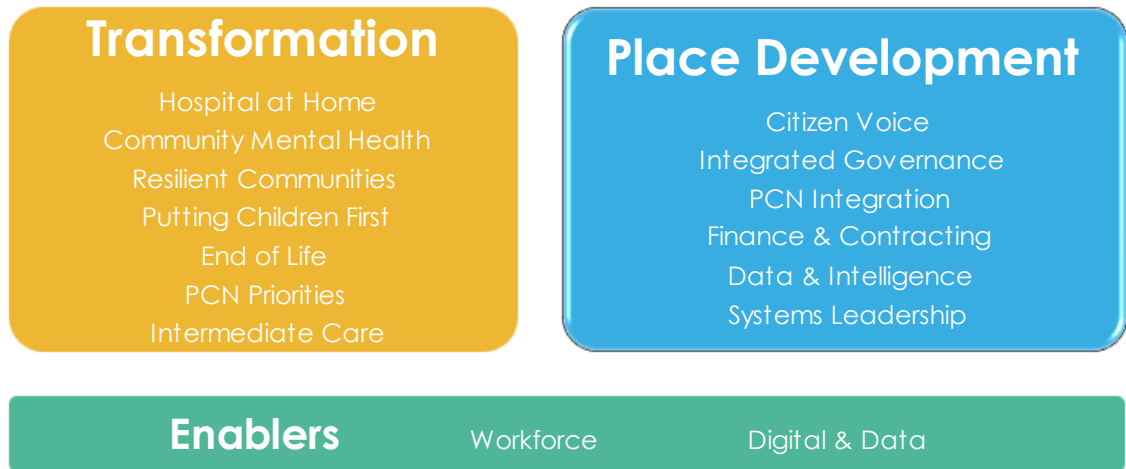 Transformation
Hospital at Home
Community Mental Health
Resilient Communities
Putting Children First
End of Life
PCN Priorities
Intermediate Care
Place Development
Citizen Voice
Integrated Governance
PCN Integration
Finance & Contracting
Data & Intelligence
Systems Leadership
Enablers Workforce Digital & Data